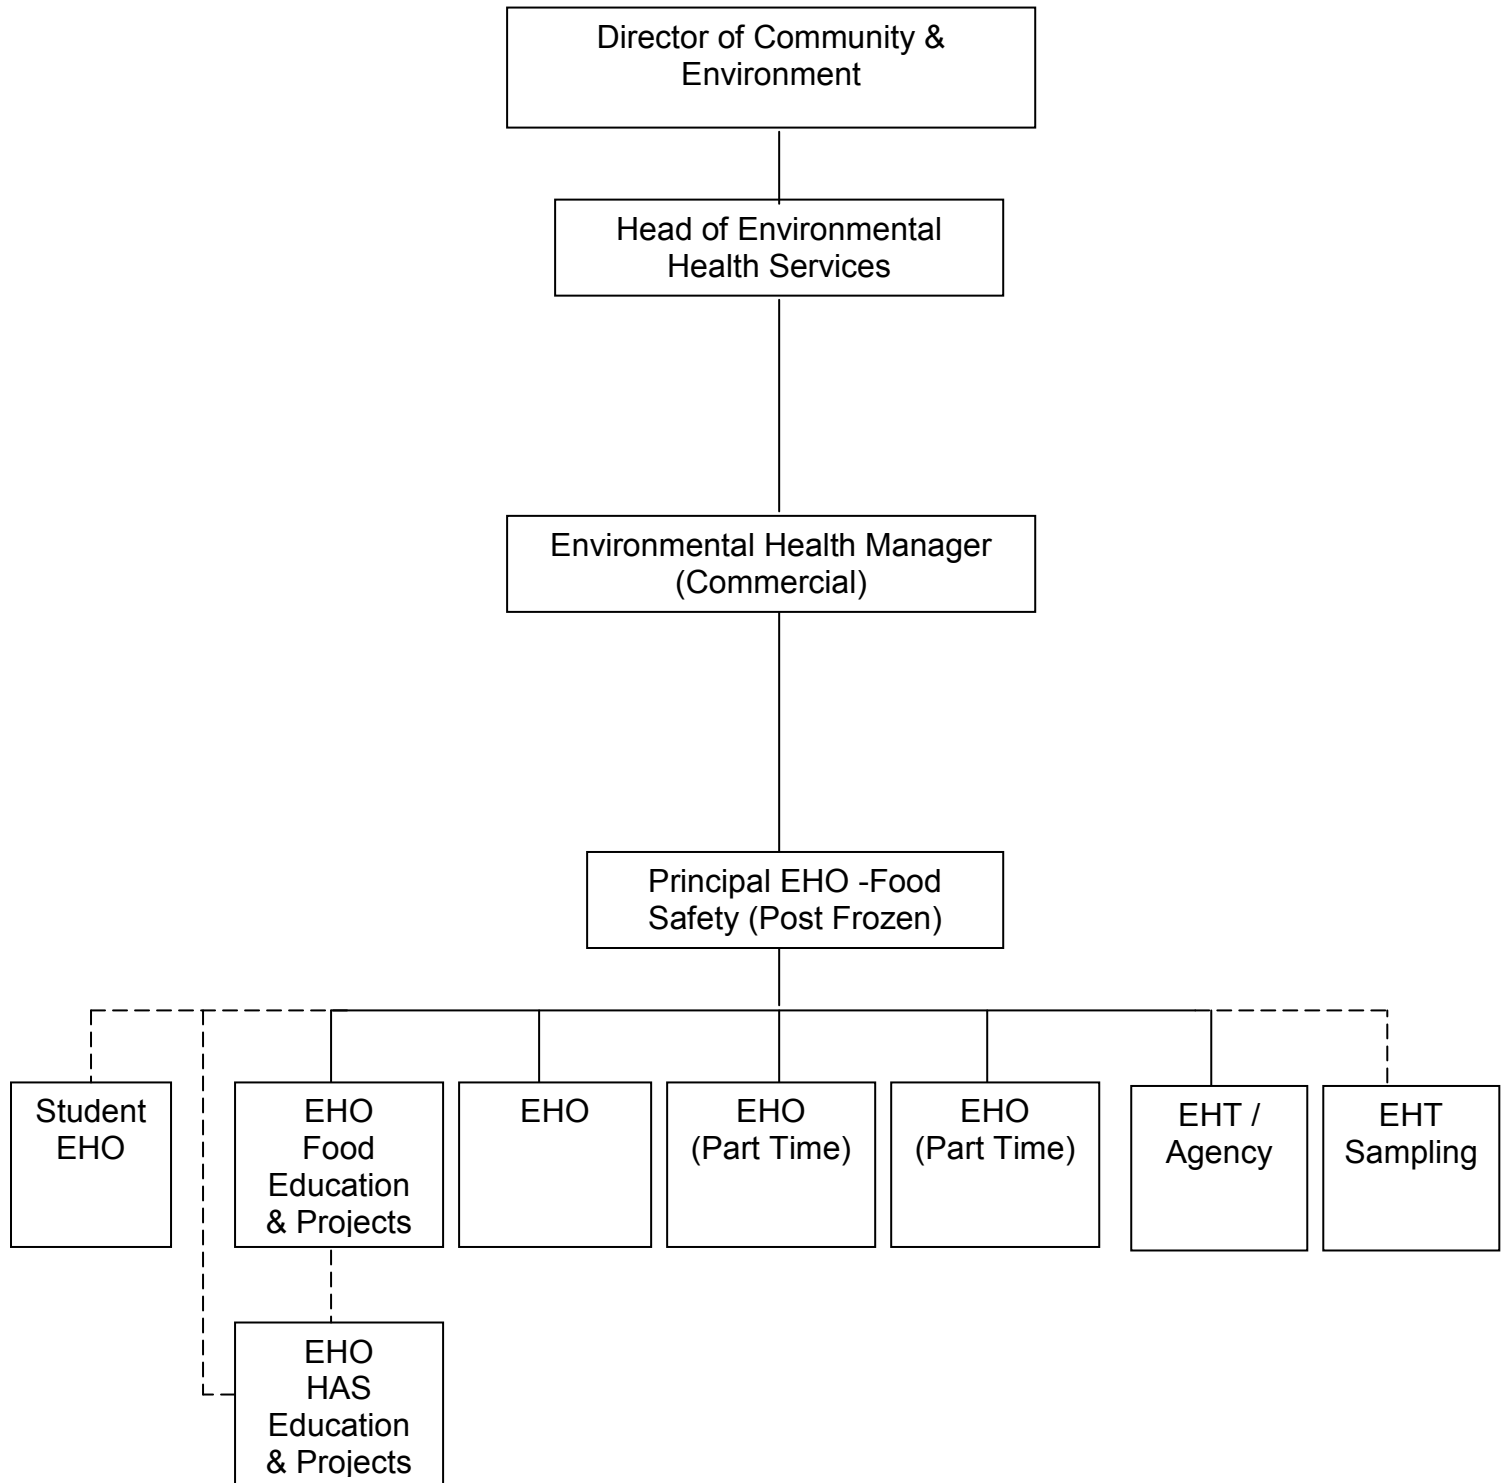 Director of Community &
Environment
Head of Environmental
Health Services
Environmental Health Manager
(Commercial)
Principal EHO -Food
Safety (Post Frozen)
Student
EHO
EHO
Food
Education
& Projects
EHO
EHO
(Part Time)
EHO
(Part Time)
EHT /
Agency
EHT
Sampling
EHO
HAS
Education
& Projects